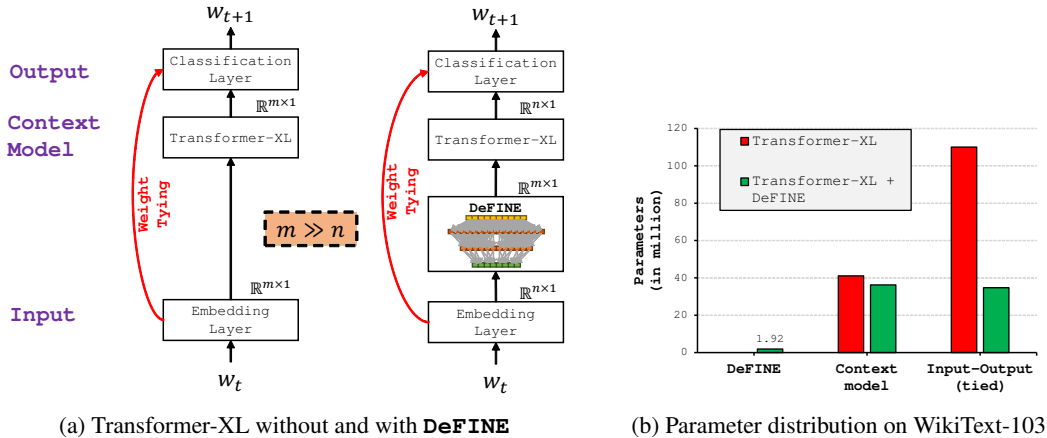 Output
Context
Model
Input
w_{t+1}
Classification
Layer
ℝ^{m×1}
Transformer-XL
Weight
Tying
ℝ^{m×1}
Embedding
Layer
w_t
m ≫ n
w_{t+1}
Classification
Layer
ℝ^{n×1}
Transformer-XL
ℝ^{m×1}
Weight
Tying
DeFINE
ℝ^{n×1}
Embedding
Layer
w_t
(a) Transformer-XL without and with DeFINE
Parameters
(in million)
120
100
80
60
40
20
0
Transformer-XL
Transformer-XL +
DeFINE
1.92
DeFINE
Context
model
Input-Output
(tied)
(b) Parameter distribution on WikiText-103